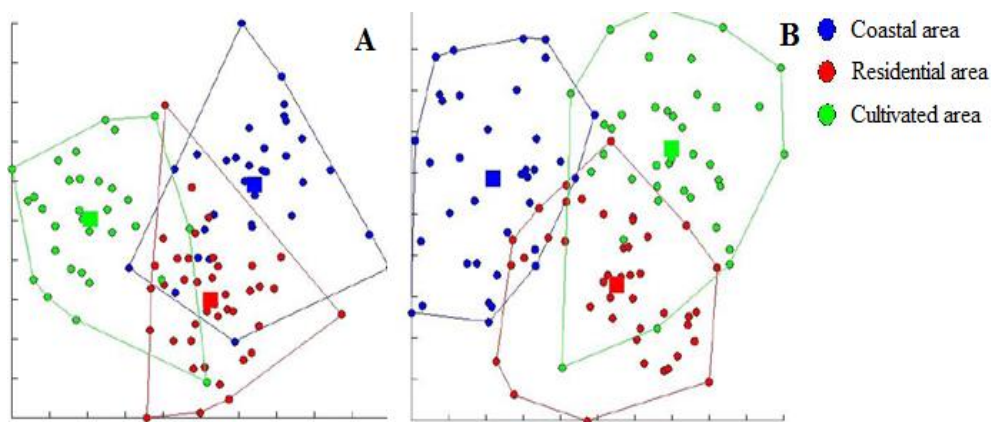 A
B
Coastal area
Residential area
Cultivated area